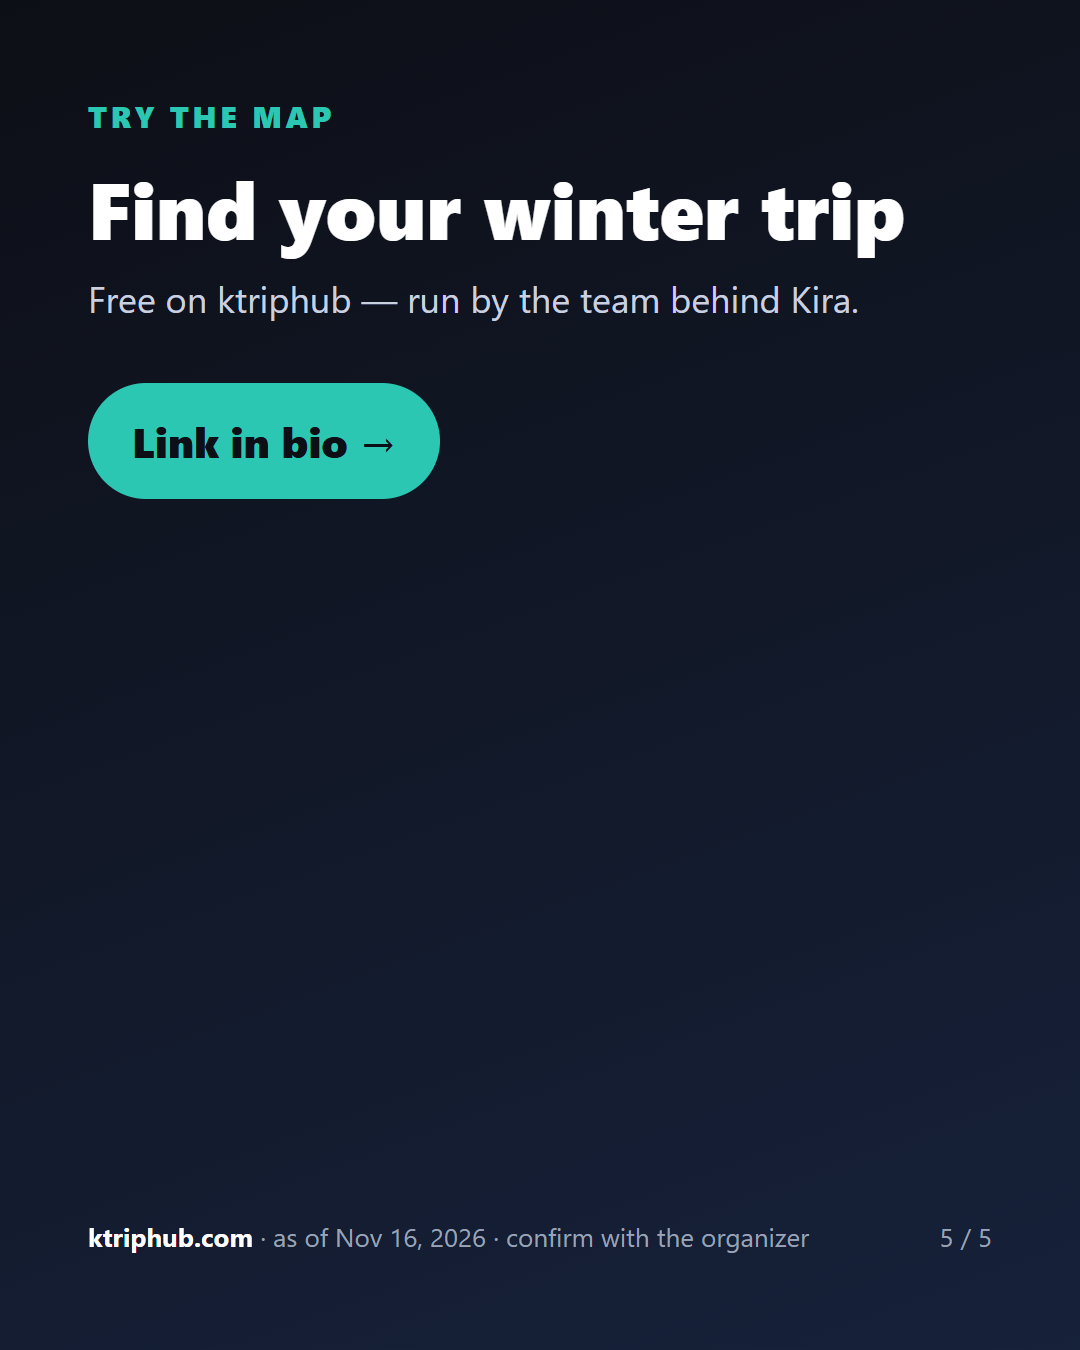 TRY THE MAP
Find your winter trip
Free on ktriphub — run by the team behind Kira.
Link in bio →
ktriphub.com · as of Nov 16, 2026 · confirm with the organizer
5 / 5